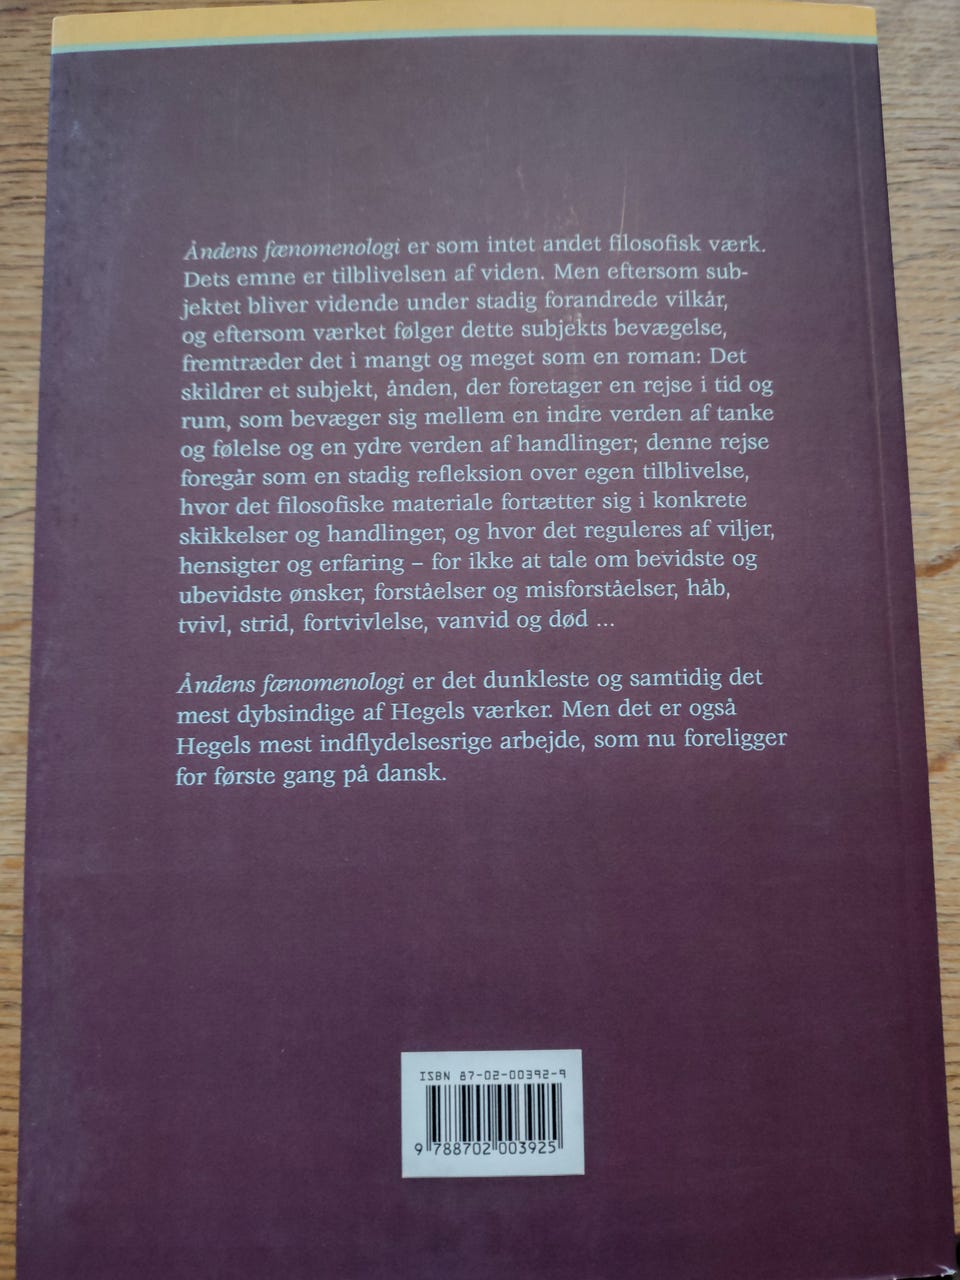 Åndens fænomenologi er som intet andet filosofisk værk.
Dets emne er tilblivelsen af viden. Men eftersom sub-
jektet bliver vidende under stadig forandrede vilkår,
og eftersom værket følger dette subjekts bevægelse,
fremtræder det i mangt og meget som en roman: Det
skildrer et subjekt, ånden, der foretager en rejse i tid og
rum, som bevæger sig mellem en indre verden af tanke
og følelse og en ydre verden af handlinger; denne rejse
foregår som en stadig refleksion over egen tilblivelse,
hvor det filosofiske materiale fortætter sig i konkrete
skikkelser og handlinger, og hvor det reguleres af viljer,
hensigter og erfaring – for ikke at tale om bevidste og
ubevidste ønsker, forståelser og misforståelser, håb,
tvivl, strid, fortvivlelse, vanvid og død ...
Åndens fænomenologi er det dunkleste og samtidig det
mest dybsindige af Hegels værker. Men det er også
Hegels mest indflydelsesrige arbejde, som nu foreligger
for første gang på dansk.
ISBN 87-02-00392-9
9 788702 003925